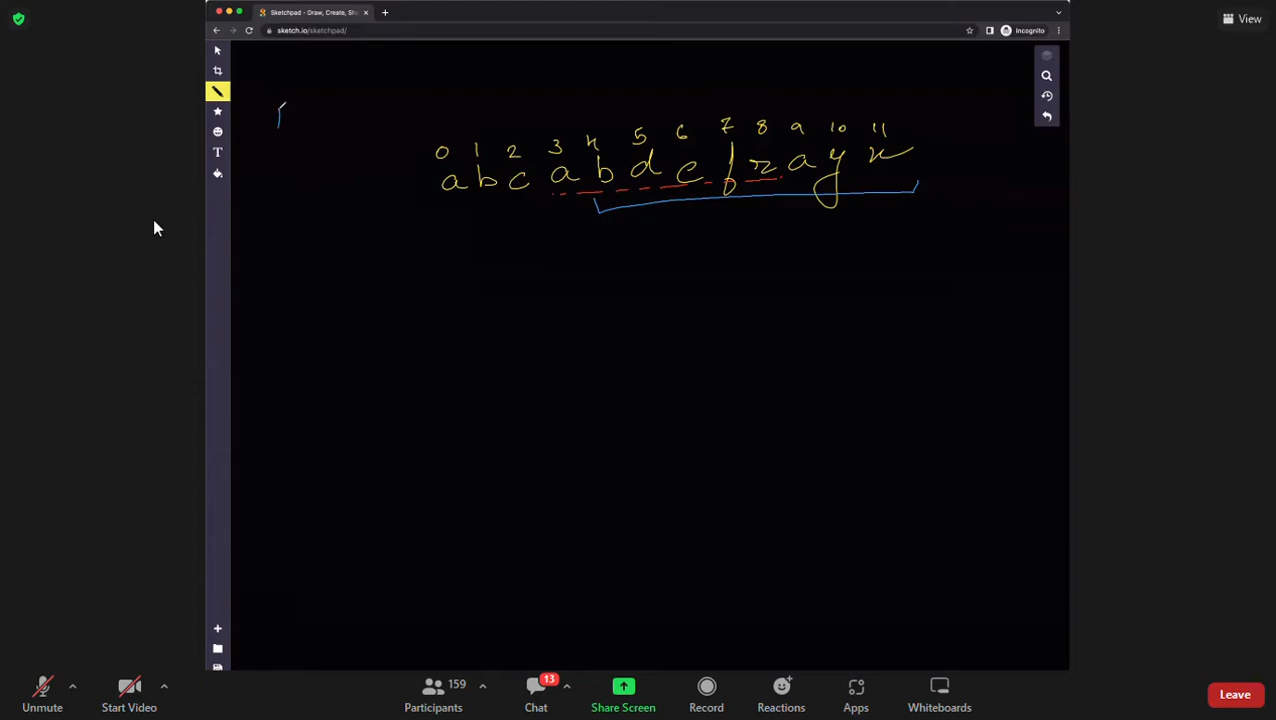 View
Sketchpad - Draw, Create, Sha
sketch.io/sketchpad/
Incognito
0 1 2 3 4 5 6 7 8 9 10 11
a b c a b d e f r a y x
T
Unmute
Start Video
159
Participants
13
Chat
Share Screen
Record
Reactions
Apps
Whiteboards
Leave